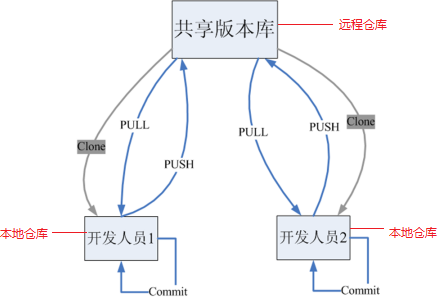 共享版本库
远程仓库
PULL
PULL
PUSH
Clone
Clone
PUSH
本地仓库
开发人员1
开发人员2
本地仓库
Commit
Commit